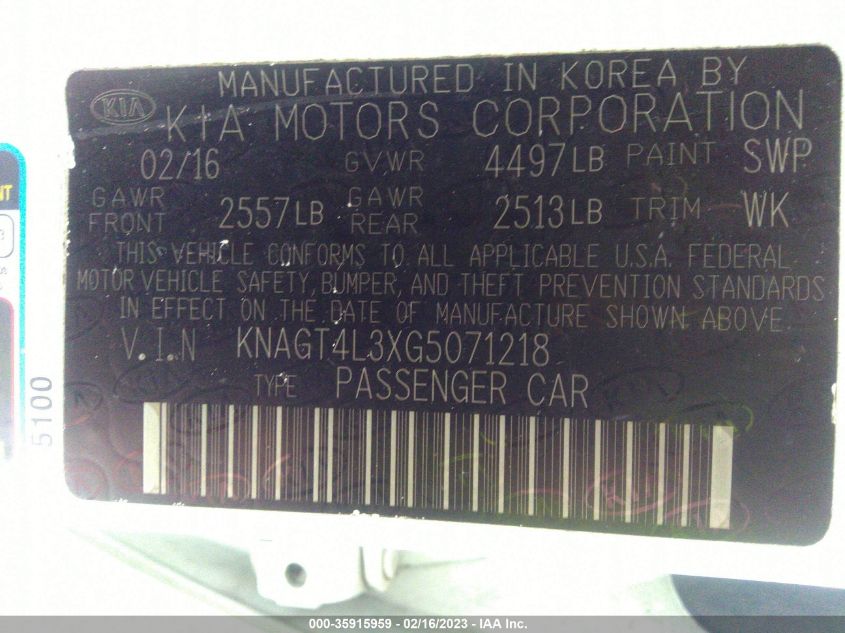 MANUFACTURED IN KOREA BY
KIA KIA MOTORS CORPORATION
02/16 GVWR 4497LB PAINT SWP
GAWR FRONT 2557LB GAWR REAR 2513LB TRIM WK
THIS VEHICLE CONFORMS TO ALL APPLICABLE U.S.A. FEDERAL
MOTOR VEHICLE SAFETY, BUMPER, AND THEFT PREVENTION STANDARDS
IN EFFECT ON THE DATE OF MANUFACTURE SHOWN ABOVE.
V.I.N KNAGT4L3XG5071218
TYPE PASSENGER CAR
5100
000-35915959 - 02/16/2023 - IAA Inc.